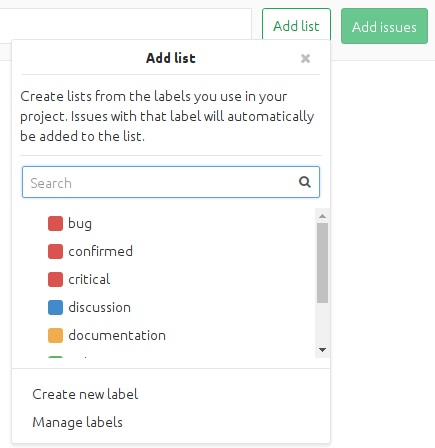 Add list
Add issues
Add list
Create lists from the labels you use in your
project. Issues with that label will automatically
be added to the list.
Search
bug
confirmed
critical
discussion
documentation
Create new label
Manage labels